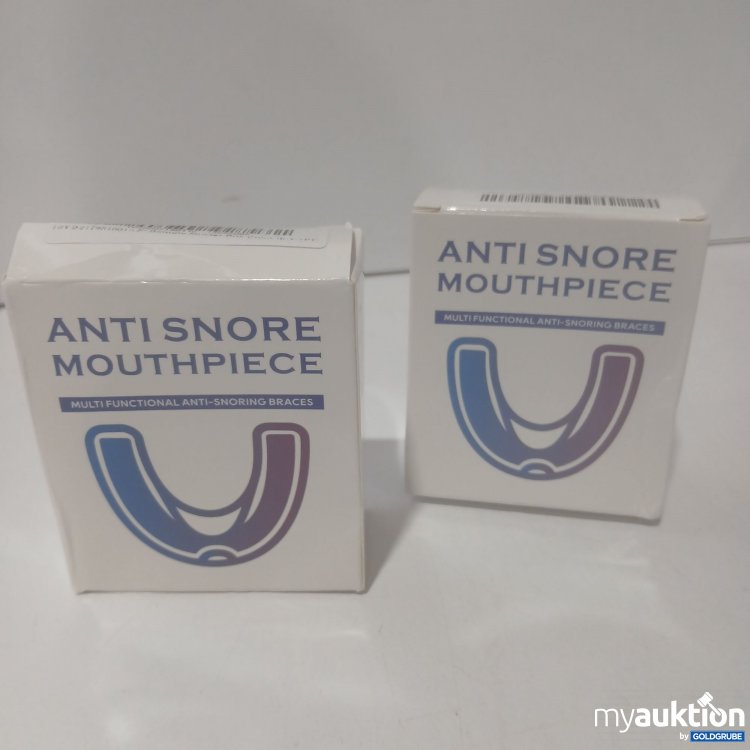 ANTI SNORE
MOUTHPIECE
MULTI FUNCTIONAL ANTI-SNORING BRACES
ANTI SNORE
MOUTHPIECE
MULTI FUNCTIONAL ANTI-SNORING BRACES
myauktion
by GOLDGRUBE